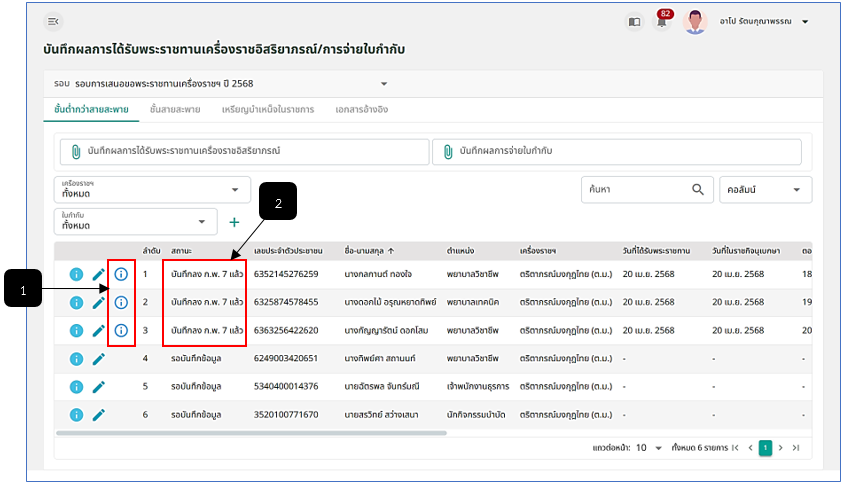 82
อาโป รัตนกุณาพรรณ
บันทึกผลการได้รับพระราชทานเครื่องราชอิสริยาภรณ์/การจ่ายใบกำกับ
รอบ รอบการเสนอขอพระราชทานเครื่องราชฯ ปี 2568
ชั้นต่ำกว่าสายสะพาย ชั้นสายสะพาย เหรียญบำเหน็จในราชการ เอกสารอ้างอิง
บันทึกผลการได้รับพระราชทานเครื่องราชอิสริยาภรณ์ บันทึกผลการจ่ายใบกำกับ
เครื่องราชฯ
ทั้งหมด ค้นหา คอลัมน์
2
ใบกำกับ
ทั้งหมด +
ลำดับ สถานะ เลขประจำตัวประชาชน ชื่อ-นามสกุล ตำแหน่ง เครื่องราชฯ วันที่ได้รับพระราชทาน วันที่ในราชกิจนุเบกษา ตอ
1 บันทึกลง ก.พ. 7 แล้ว 6352145276259 นางกลกานต์ กองใจ พยาบาลวิชาชีพ ตริตาภรณ์มงกุฎไทย (ต.ม.) 20 เม.ย. 2568 20 เม.ย. 2568 18
1
2 บันทึกลง ก.พ. 7 แล้ว 6325874578455 นางดอกไม้ อรุณหยาดทิพย์ พยาบาลเทคนิค ตริตาภรณ์มงกุฎไทย (ต.ม.) 20 เม.ย. 2568 20 เม.ย. 2568 19
3 บันทึกลง ก.พ. 7 แล้ว 6363256422620 นางกัญญารัตน์ ดอกโสม พยาบาลวิชาชีพ ตริตาภรณ์มงกุฎไทย (ต.ม.) 20 เม.ย. 2568 20 เม.ย. 2568 20
4 รอบันทึกข้อมูล 6249003420651 นางทิพย์ศา สถานนท์ พยาบาลวิชาชีพ ตริตาภรณ์มงกุฎไทย (ต.ม.) - -
5 รอบันทึกข้อมูล 5340400014376 นายฉัตรพล จันทร์มณี เจ้าพนักงานธุรการ ตริตาภรณ์มงกุฎไทย (ต.ม.) - -
6 รอบันทึกข้อมูล 3520100771670 นายสรวิทย์ สว่างเสนา นักกิจกรรมบำบัด ตริตาภรณ์มงกุฎไทย (ต.ม.) - -
แถวต่อหน้า: 10 ทั้งหมด 6 รายการ 1